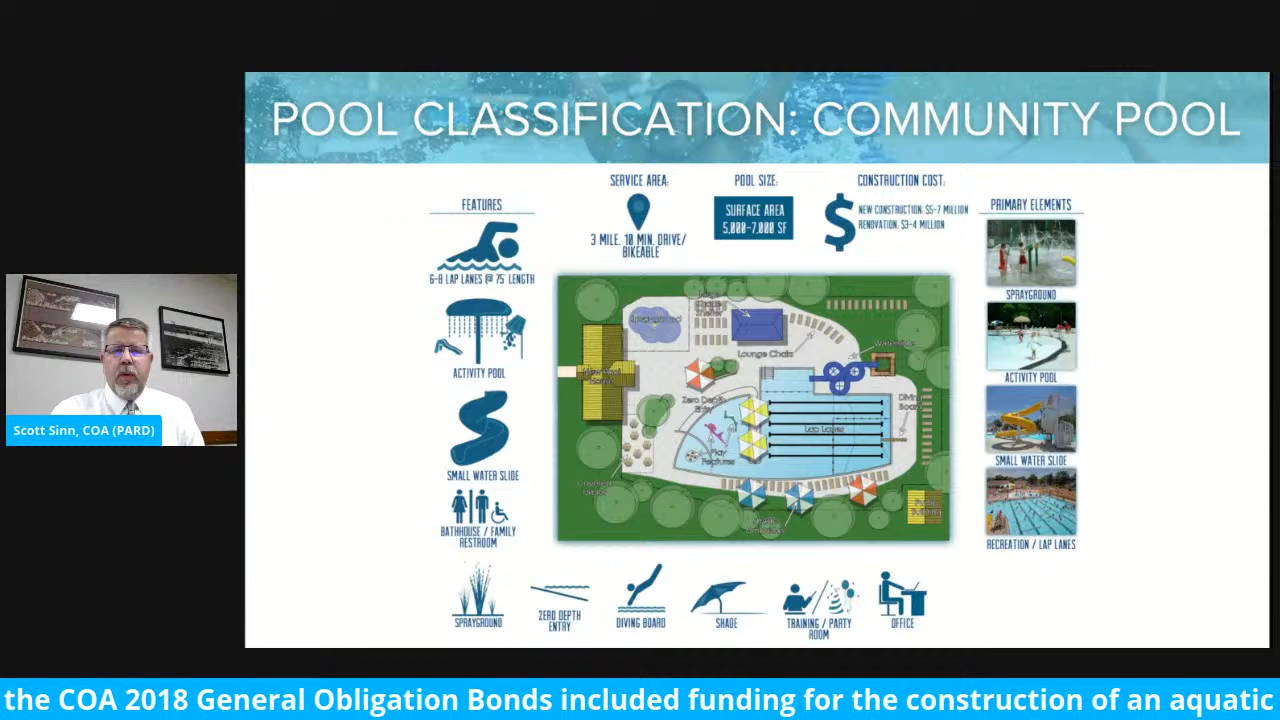 POOL CLASSIFICATION: COMMUNITY POOL
SERVICE AREA:
3 MILE, 10 MIN. DRIVE/
BIKEABLE
POOL SIZE:
SURFACE AREA
5,000-7,000 SF
CONSTRUCTION COST:
$
NEW CONSTRUCTION: $5-7 MILLION
RENOVATION: $3-4 MILLION
FEATURES
6-8 LAP LANES @ 75' LENGTH
ACTIVITY POOL
SMALL WATER SLIDE
BATHHOUSE / FAMILY
RESTROOM
Lounge Chairs
Zero Depth
Entry
Diving
Board
Lap Lanes
Play
Features
PRIMARY ELEMENTS
SPRAYGROUND
ACTIVITY POOL
SMALL WATER SLIDE
RECREATION / LAP LANES
SPRAYGROUND
ZERO DEPTH
ENTRY
DIVING BOARD
SHADE
TRAINING / PARTY
ROOM
OFFICE
Scott Sinn, COA (PARD)
the COA 2018 General Obligation Bonds included funding for the construction of an aquatic